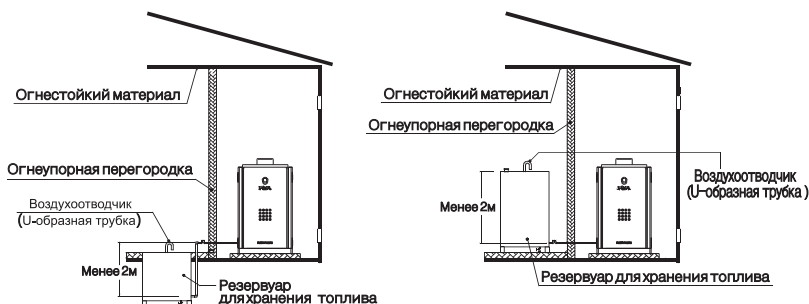 Огнестойкий материал
Огнеупорная перегородка
Воздухоотводчик
(U-образная трубка)
Менее 2м
Резервуар
для хранения топлива
Огнестойкий материал
Огнеупорная перегородка
Воздухоотводчик
(U-образная трубка)
Менее 2м
Резервуар для хранения топлива